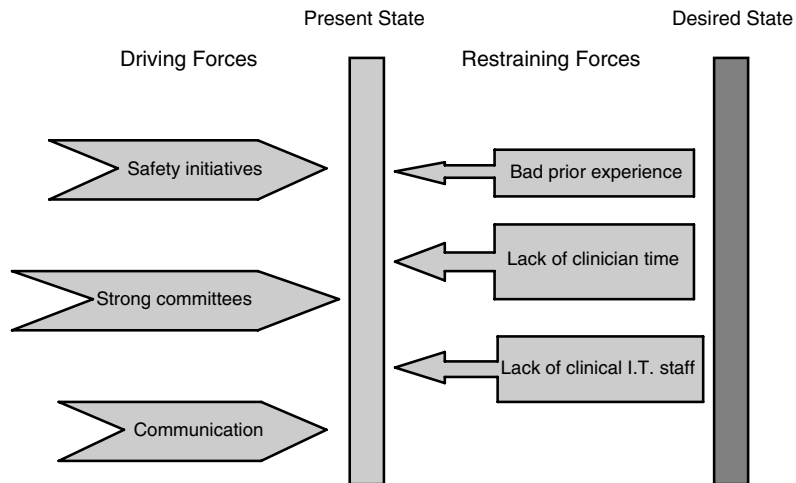 Present State
Desired State
Driving Forces
Restraining Forces
Safety initiatives
Bad prior experience
Strong committees
Lack of clinician time
Lack of clinical I.T. staff
Communication